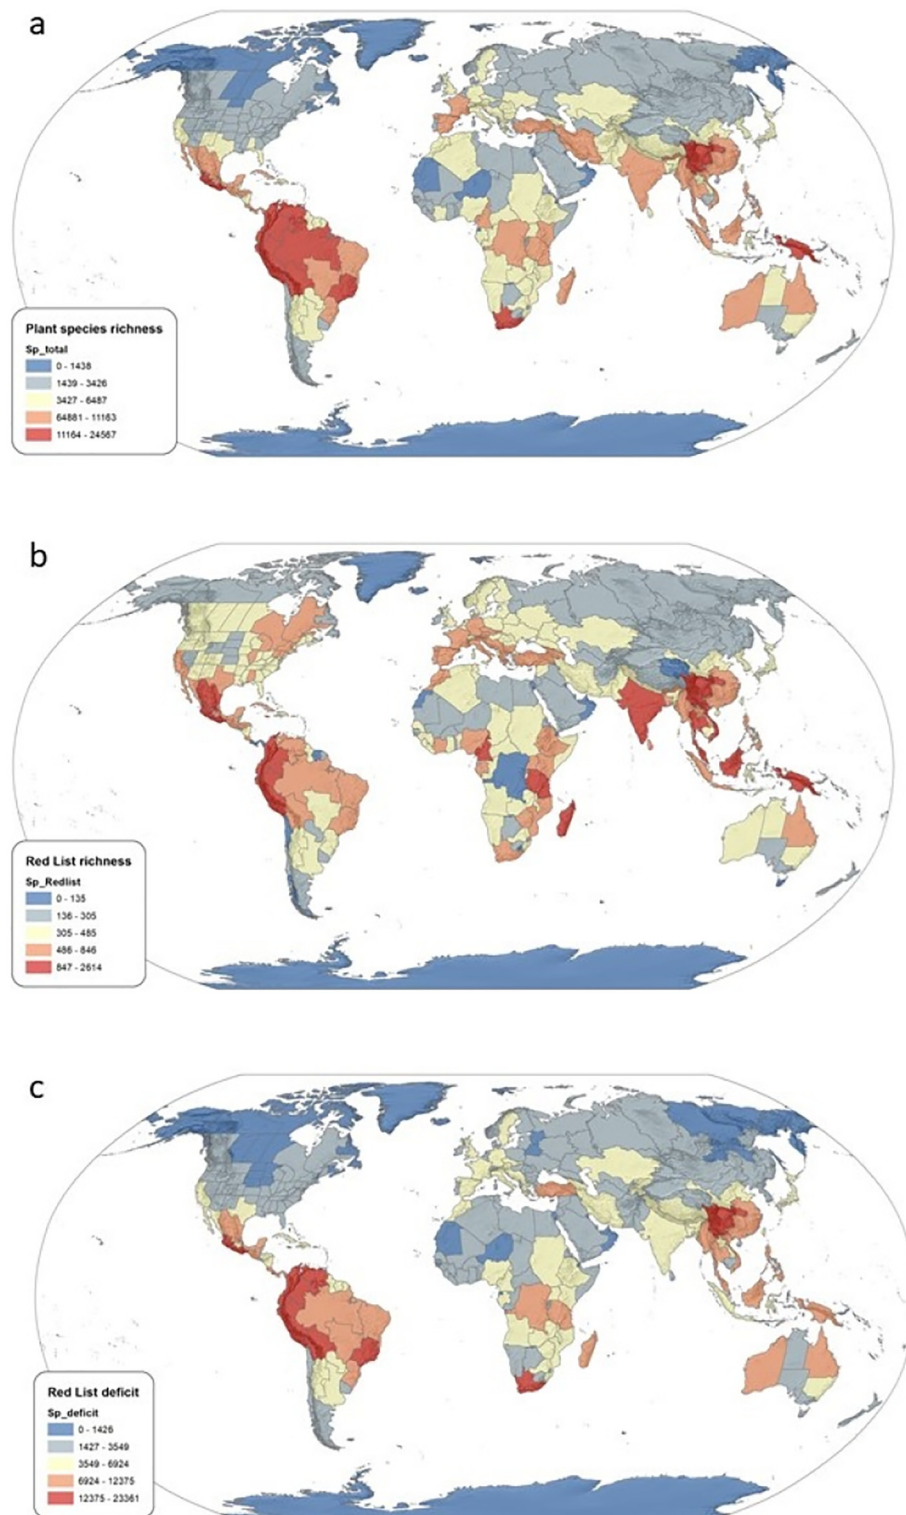 a
Plant species richness
Sp_total
0 - 1438
1439 - 3426
3427 - 6487
64881 - 11163
11164 - 24567
b
Red List richness
Sp_Redlist
0 - 135
136 - 305
305 - 485
486 - 846
847 - 2614
c
Red List deficit
Sp_deficit
0 - 1426
1427 - 3549
3549 - 6924
6924 - 12375
12375 - 23361